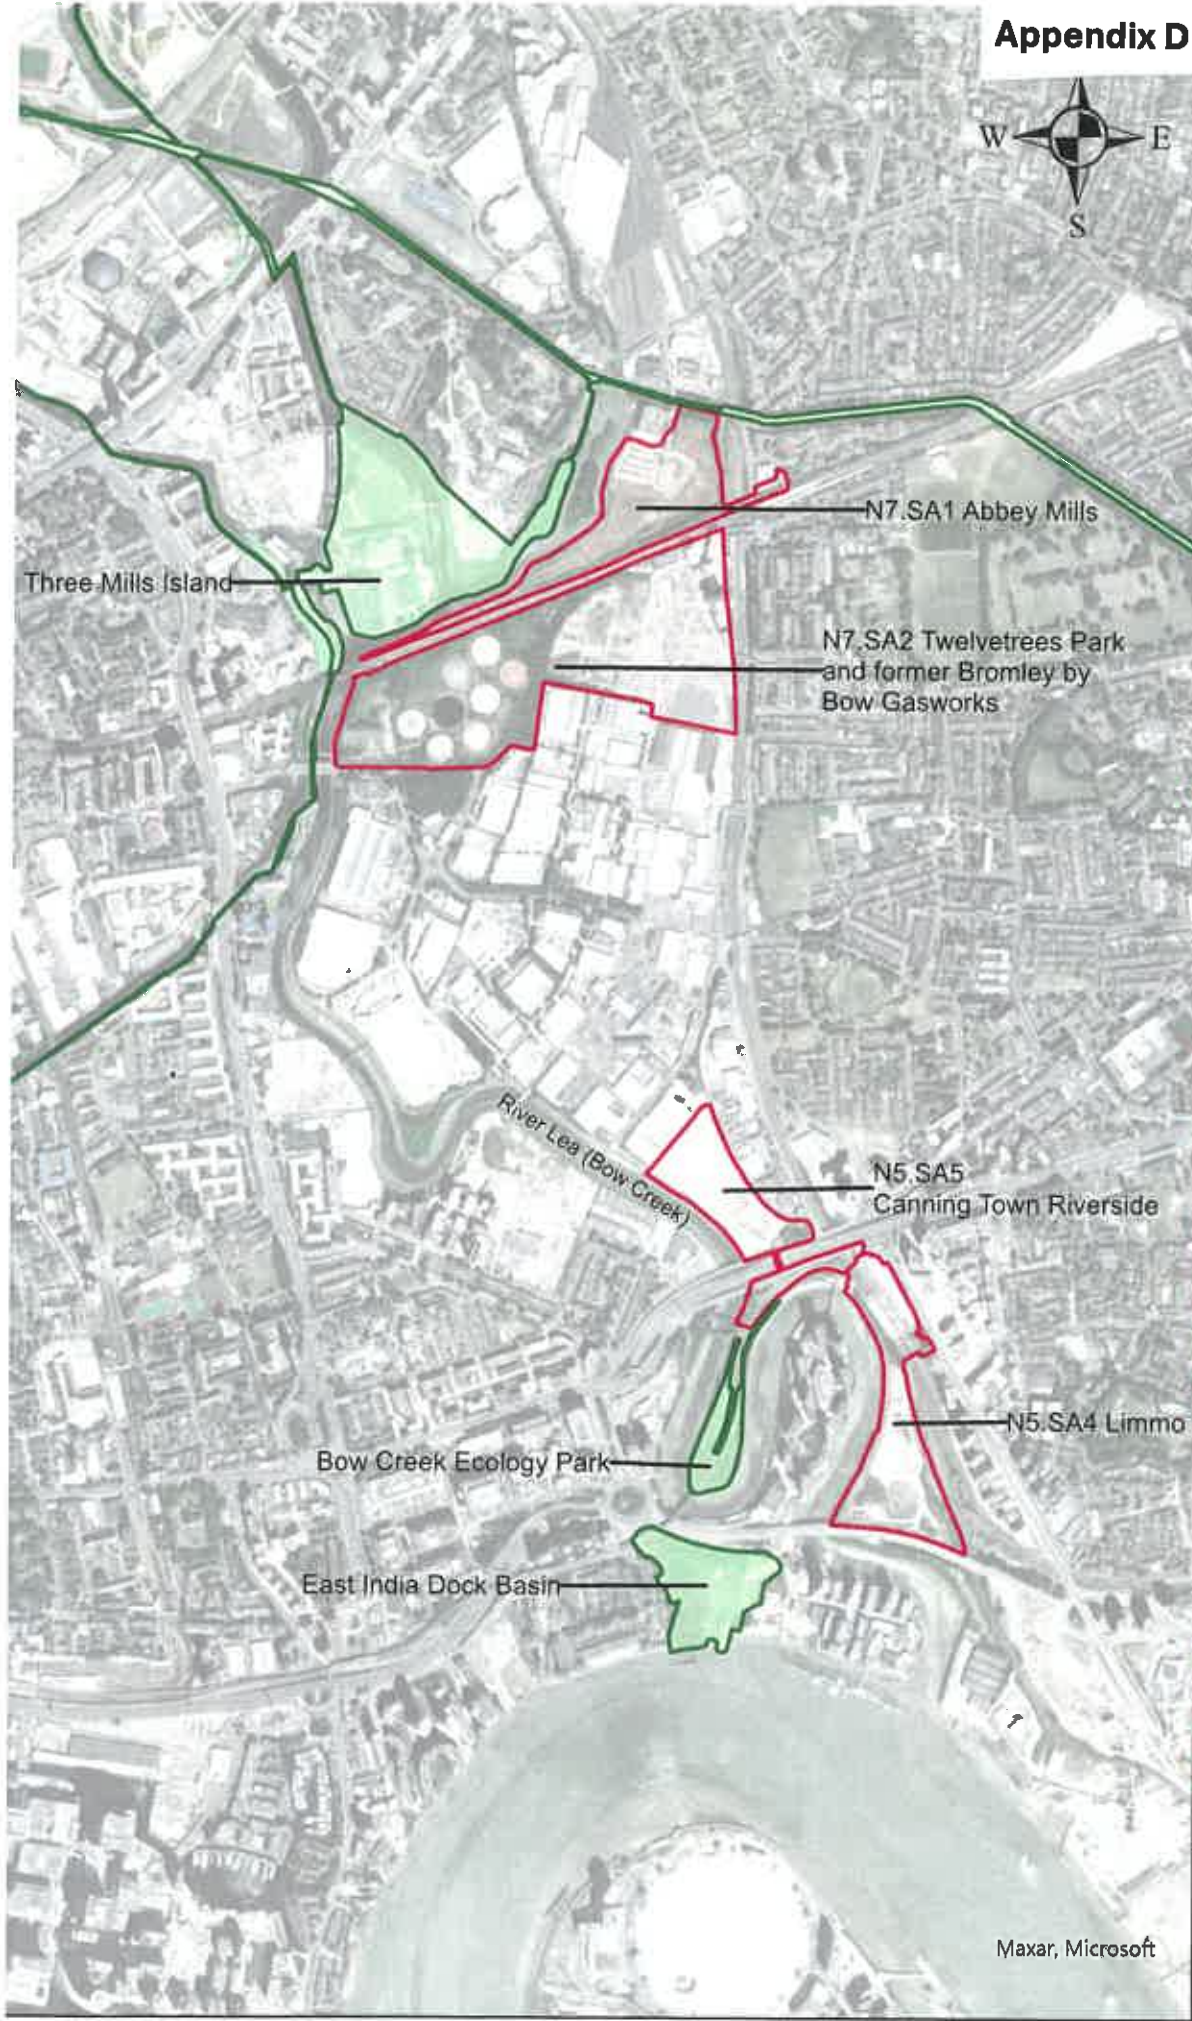 Appendix D
W E
S
N7.SA1 Abbey Mills
Three Mills Island
N7.SA2 Twelvetrees Park
and former Bromley by
Bow Gasworks
River Lea (Bow Creek)
N5.SA5
Canning Town Riverside
N5.SA4 Limmo
Bow Creek Ecology Park
East India Dock Basin
Maxar, Microsoft